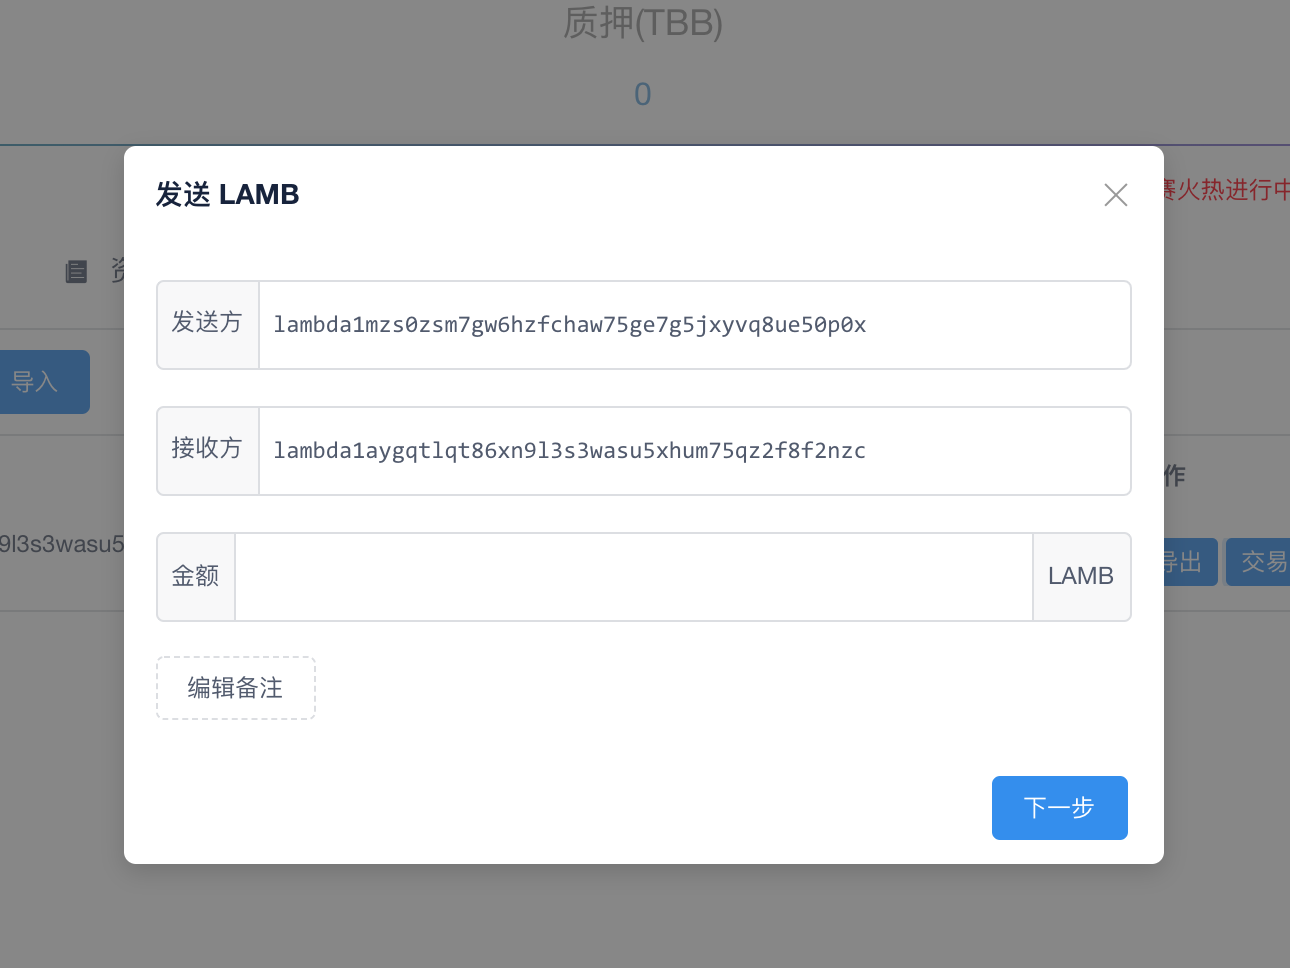 质押(TBB)
0
发送 LAMB
赛火热进行中
资
发送方 lambda1mzs0zsm7gw6hzfchaw75ge7g5jxyvq8ue50p0x
导入
接收方 lambda1aygqtlqt86xn9l3s3wasu5xhum75qz2f8f2nzc
作
9l3s3wasu5
金额 LAMB
导出 交易
编辑备注
下一步